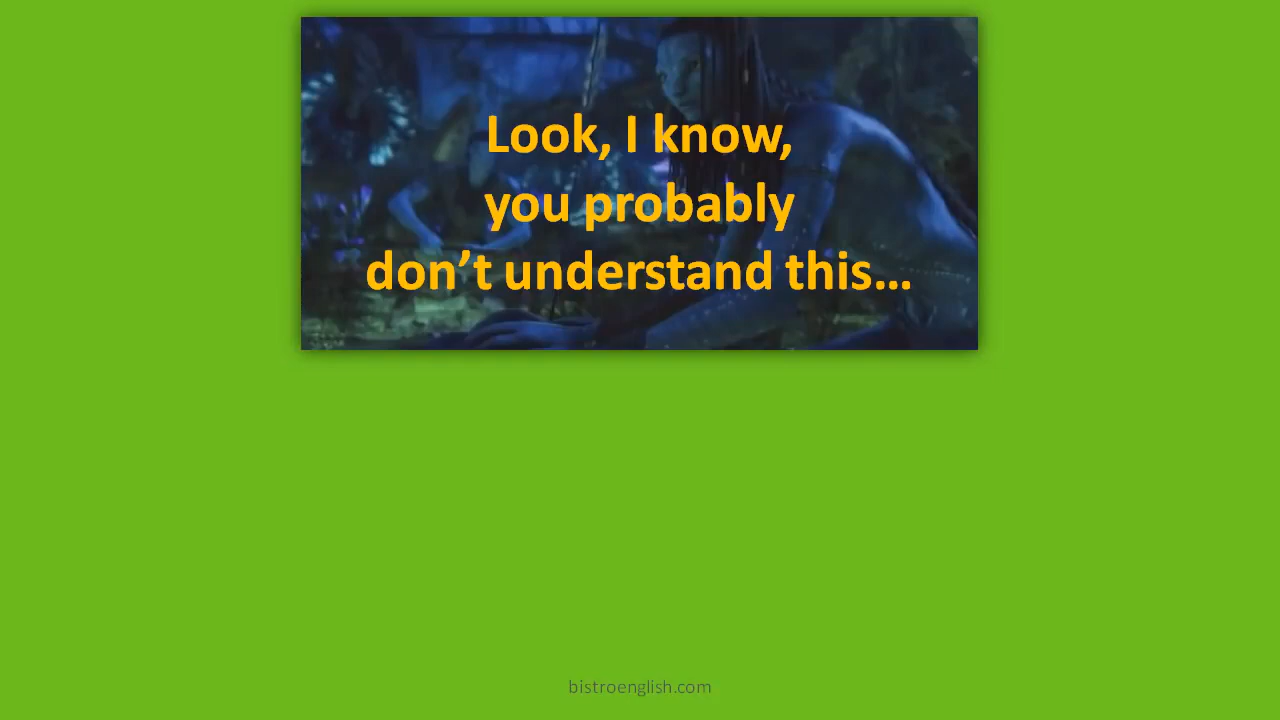 Look, I know,
you probably
don’t understand this…
bistroenglish.com